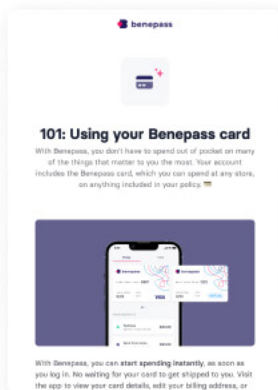 benepass
101: Using your Benepass card
With Benepass, you don't have to spend out of pocket on many
of the things that matter to you the most. Your account
includes the Benepass card, which you can spend at any store,
on anything included in your policy. 💳
benepass
VISA
With Benepass, you can start spending instantly, as soon as
you log in. No waiting for your card to get shipped to you. Visit
the app to view your card details, edit your billing address, or